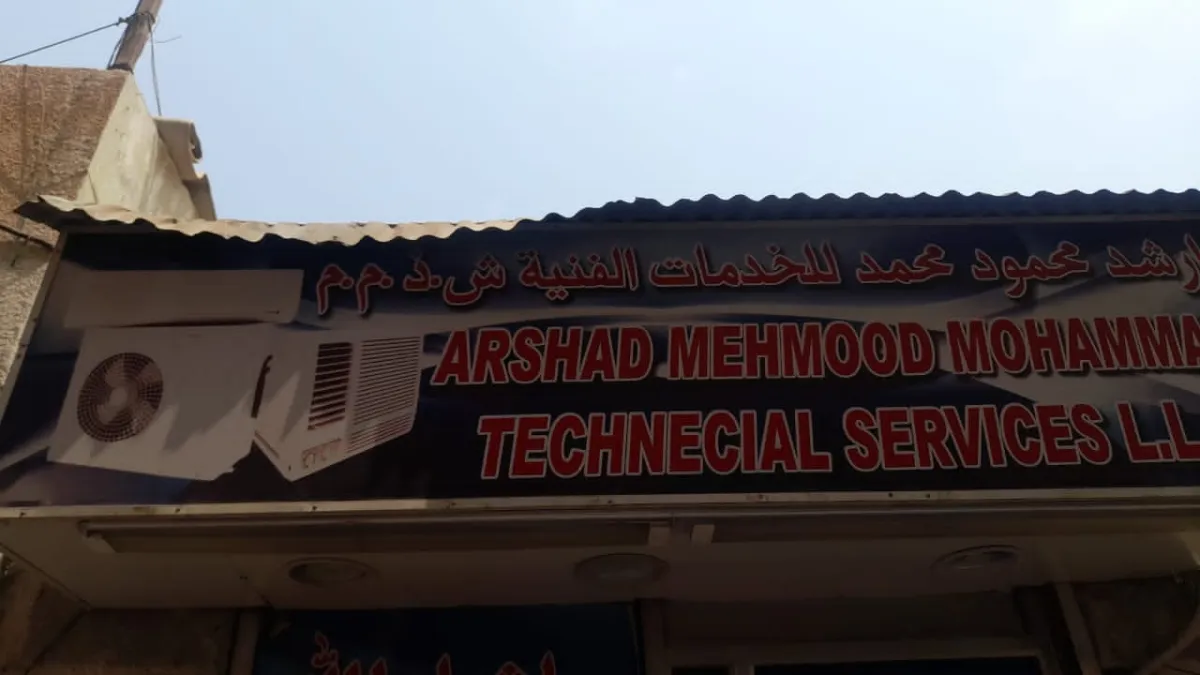 ارشد محمود محمد للخدمات الفنية ش.ذ.م.م
ARSHAD MEHMOOD MOHAMMA
TECHNECIAL SERVICES L.L